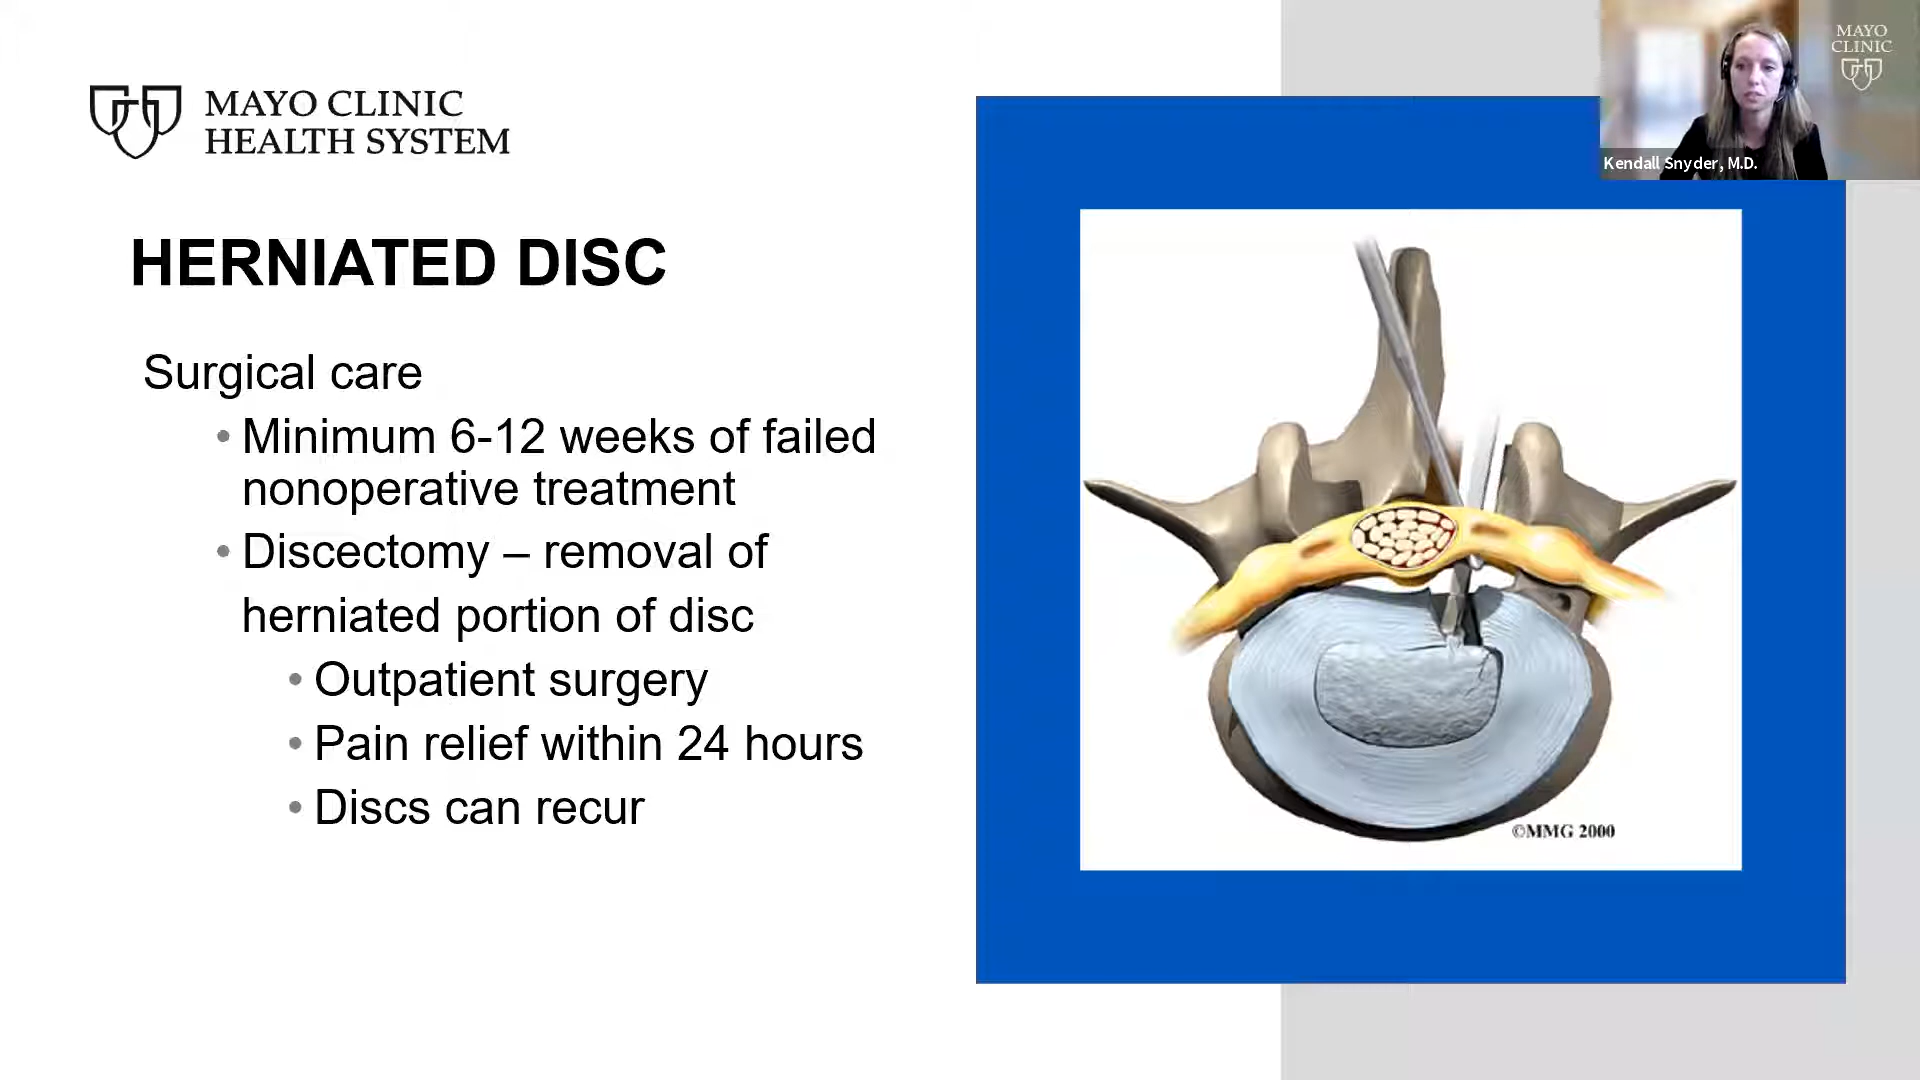 MAYO CLINIC
HEALTH SYSTEM
MAYO
CLINIC
Kendall Snyder, M.D.
HERNIATED DISC
Surgical care
• Minimum 6-12 weeks of failed
nonoperative treatment
• Discectomy – removal of
herniated portion of disc
• Outpatient surgery
• Pain relief within 24 hours
• Discs can recur
©MMG 2000